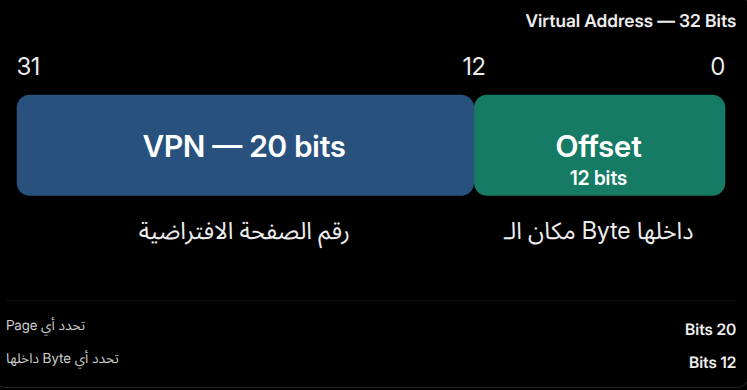 Virtual Address — 32 Bits
31 12 0
VPN — 20 bits
Offset
12 bits
رقم الصفحة الافتراضية
مكان الـ Byte داخلها
20 Bits تحدد أي Page
12 Bits تحدد أي Byte داخلها